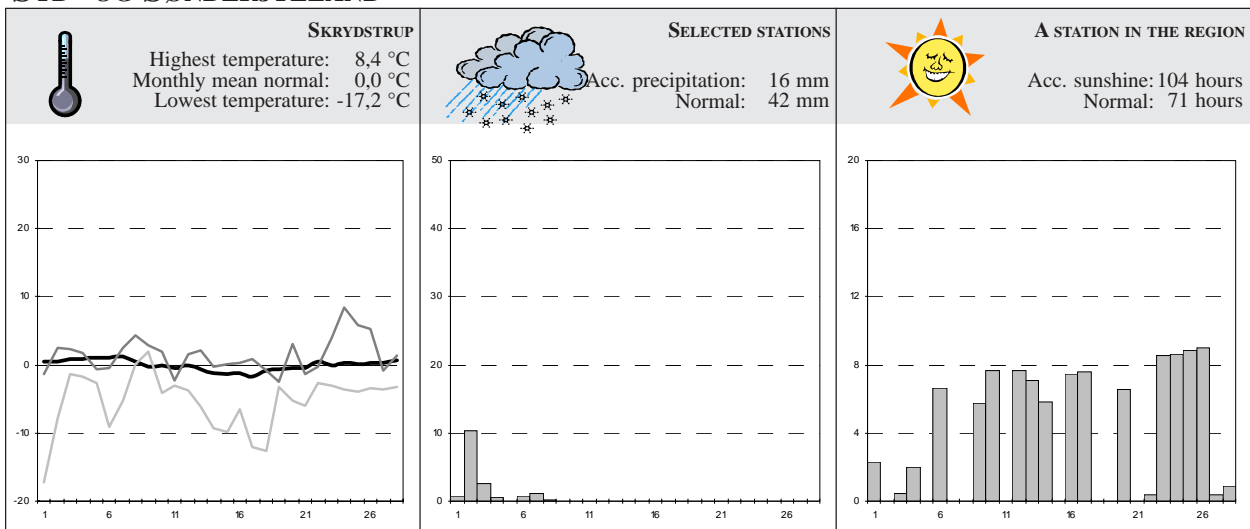 SKRYDSTRUP
Highest temperature: 8,4 °C
Monthly mean normal: 0,0 °C
Lowest temperature: -17,2 °C
30
20
10
0
-10
-20
1 6 11 16 21 26
SELECTED STATIONS
Acc. precipitation: 16 mm
Normal: 42 mm
50
40
30
20
10
0
1 6 11 16 21 26
A STATION IN THE REGION
Acc. sunshine: 104 hours
Normal: 71 hours
20
16
12
8
4
0
1 6 11 16 21 26